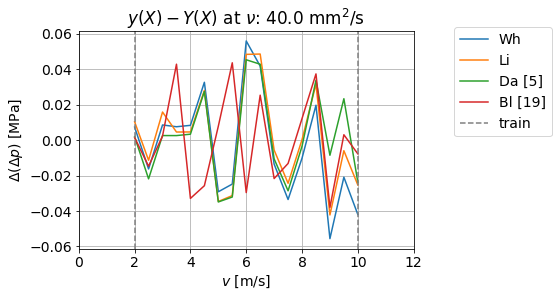 y(X) − Y(X) at ν: 40.0 mm²/s
0.06
0.04
0.02
0.00
−0.02
−0.04
−0.06
Δ(Δp) [MPa]
0 2 4 6 8 10 12
v [m/s]
Wh
Li
Da [5]
Bl [19]
train